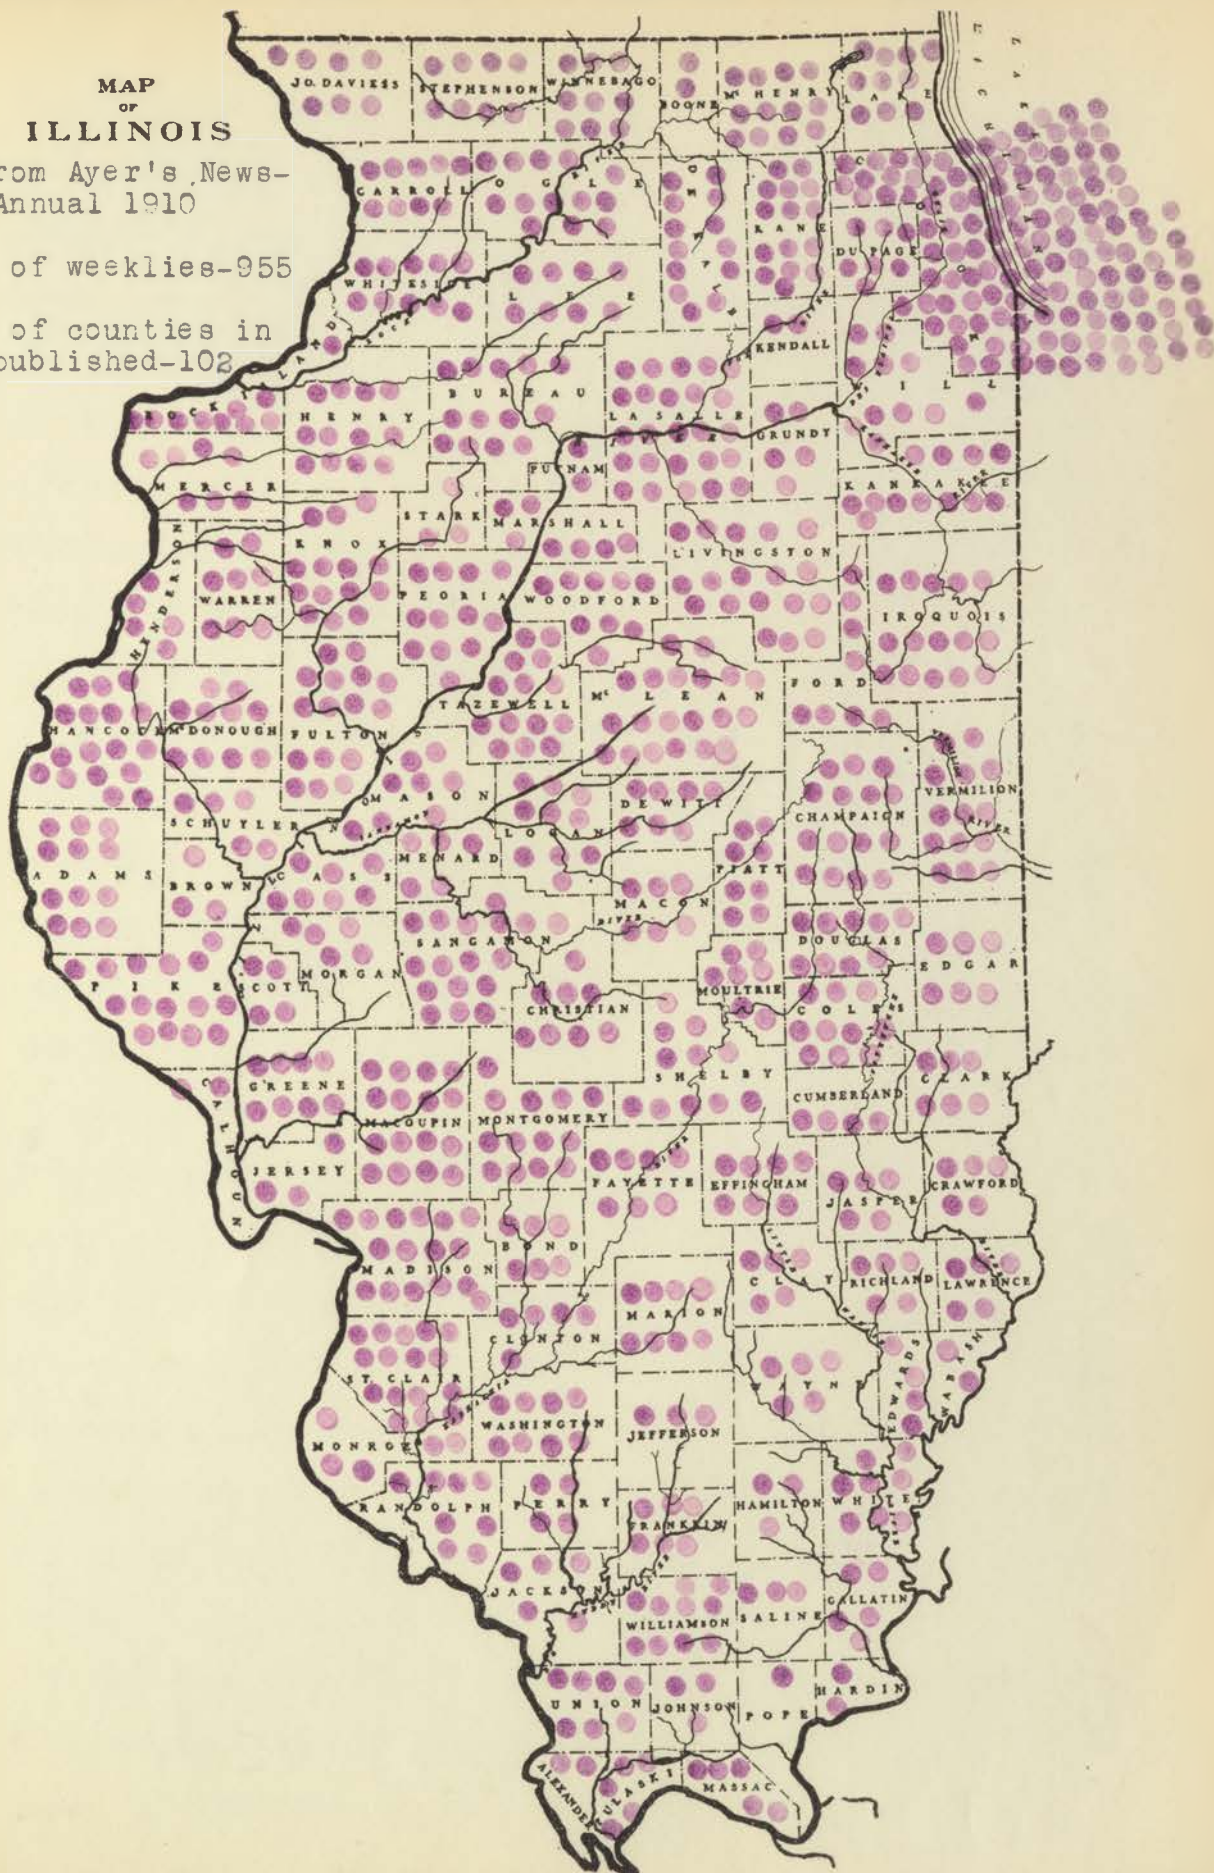 MAP
OF
ILLINOIS
rom Ayer's News-
Annual 1910
of weeklies-955
of counties in
published-102
JO. DAVIESS
STEPHENSON
WINNEBAGO
BOONE
McHENRY
LAKE
CARROLL
OGLE
DE KALB
KANE
COOK
DU PAGE
WHITESIDE
LEE
KENDALL
WILL
ROCK ISLAND
HENRY
BUREAU
LASALLE
GRUNDY
PUTNAM
MERCER
KANKAKEE
STARK
MARSHALL
KNOX
LIVINGSTON
HENDERSON
WARREN
PEORIA
WOODFORD
IROQUOIS
FORD
HANCOCK
McDONOUGH
FULTON
TAZEWELL
McLEAN
MASON
SCHUYLER
LOGAN
DE WITT
CHAMPAIGN
VERMILION
ADAMS
BROWN
CASS
MENARD
MACON
PIATT
SANGAMON
DOUGLAS
EDGAR
PIKE
SCOTT
MORGAN
CHRISTIAN
MOULTRIE
COLES
GREENE
SHELBY
CUMBERLAND
CLARK
CALHOUN
MACOUPIN
MONTGOMERY
JERSEY
FAYETTE
EFFINGHAM
JASPER
CRAWFORD
MADISON
BOND
CLAY
RICHLAND
LAWRENCE
MARION
CLINTON
ST. CLAIR
WAYNE
EDWARDS
WABASH
WASHINGTON
JEFFERSON
MONROE
RANDOLPH
PERRY
FRANKLIN
HAMILTON
WHITE
JACKSON
WILLIAMSON
SALINE
GALLATIN
UNION
JOHNSON
POPE
HARDIN
ALEXANDER
PULASKI
MASSAC